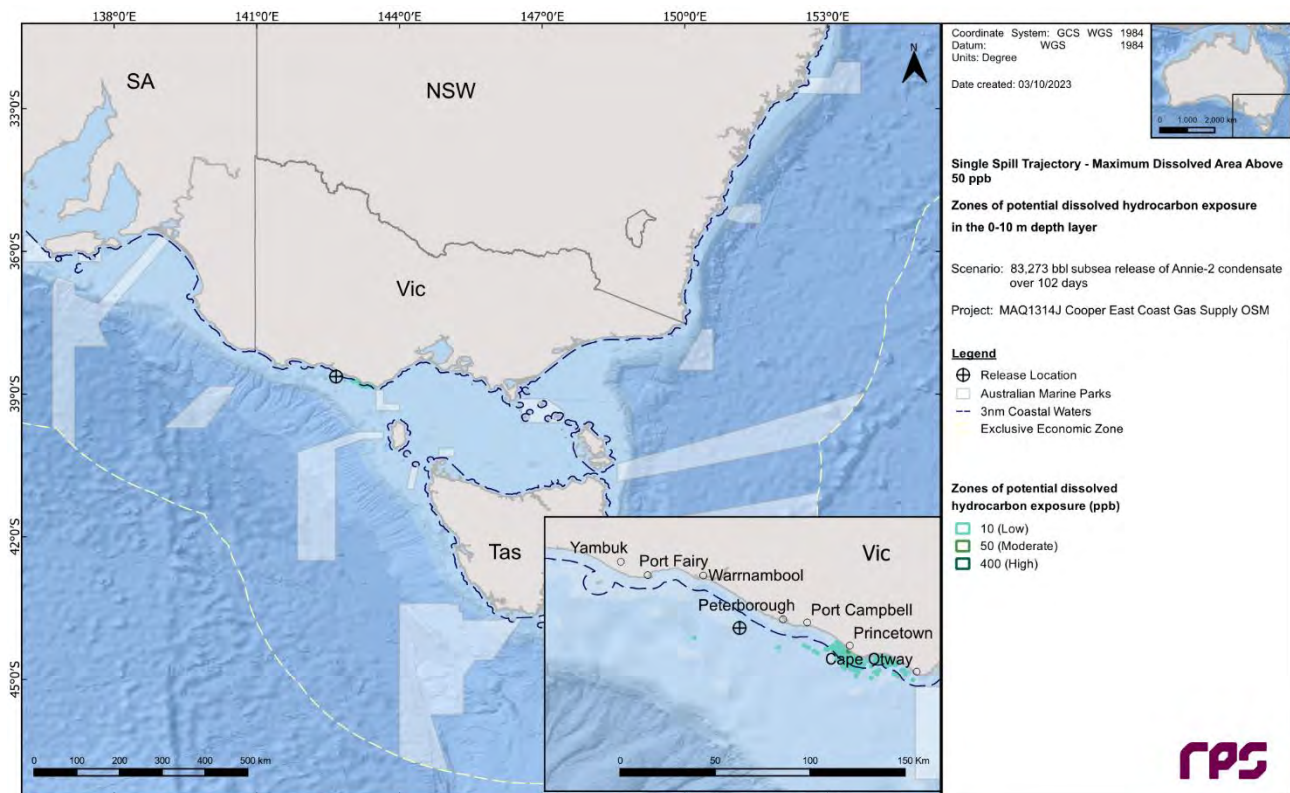 138°0'E 141°0'E 144°0'E 147°0'E 150°0'E 153°0'E
33°0'S
36°0'S
39°0'S
42°0'S
45°0'S
SA
NSW
Vic
Tas
N
0 100 200 300 400 500 km
Yambuk
Port Fairy
Warrnambool
Vic
Peterborough
Port Campbell
Princetown
Cape Otway
0 50 100 150 Km
Coordinate System: GCS WGS 1984
Datum: WGS 1984
Units: Degree
Date created: 03/10/2023
0 1,000 2,000 km
Single Spill Trajectory - Maximum Dissolved Area Above
50 ppb
Zones of potential dissolved hydrocarbon exposure
in the 0-10 m depth layer
Scenario: 83,273 bbl subsea release of Annie-2 condensate
over 102 days
Project: MAQ1314J Cooper East Coast Gas Supply OSM
Legend
Release Location
Australian Marine Parks
3nm Coastal Waters
Exclusive Economic Zone
Zones of potential dissolved
hydrocarbon exposure (ppb)
10 (Low)
50 (Moderate)
400 (High)
rps